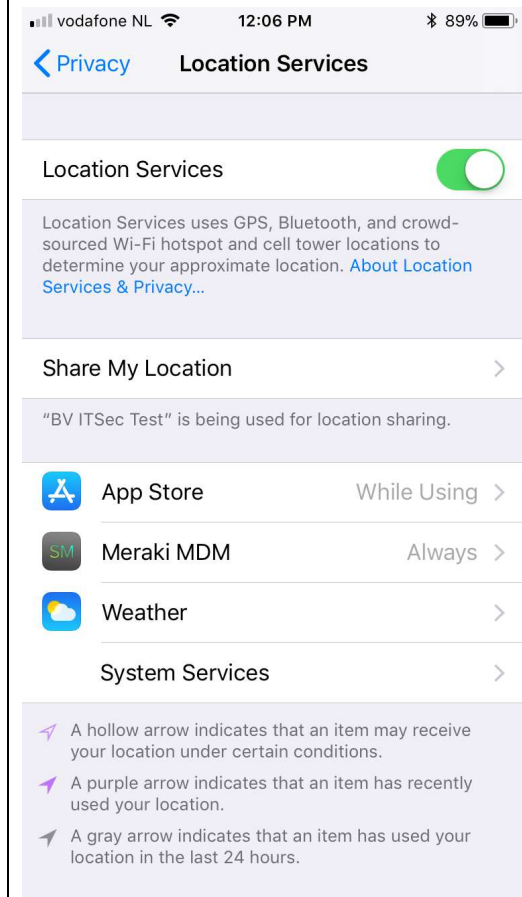 vodafone NL 12:06 PM 89%
Privacy Location Services
Location Services
Location Services uses GPS, Bluetooth, and crowd-
sourced Wi-Fi hotspot and cell tower locations to
determine your approximate location. About Location
Services & Privacy...
Share My Location
“BV ITSec Test” is being used for location sharing.
App Store While Using
SM Meraki MDM Always
Weather
System Services
A hollow arrow indicates that an item may receive
your location under certain conditions.
A purple arrow indicates that an item has recently
used your location.
A gray arrow indicates that an item has used your
location in the last 24 hours.